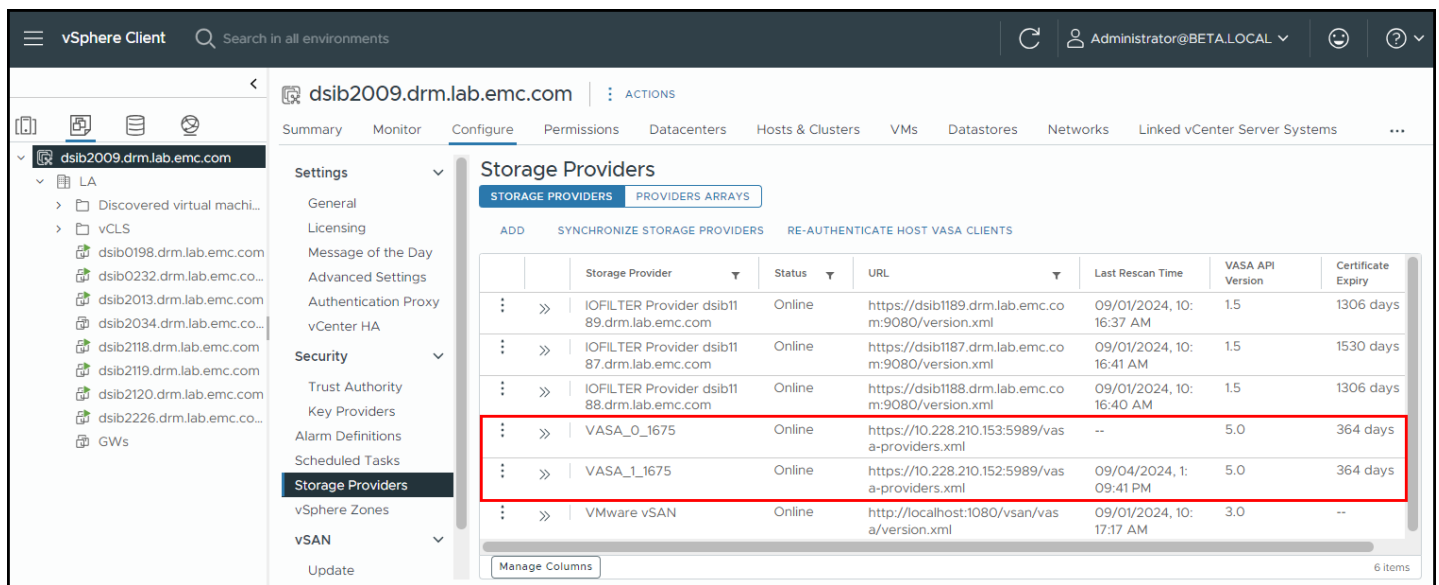 vSphere Client
Search in all environments
Administrator@BETA.LOCAL
dsib2009.drm.lab.emc.com
ACTIONS
Summary Monitor Configure Permissions Datacenters Hosts & Clusters VMs Datastores Networks Linked vCenter Server Systems ...
dsib2009.drm.lab.emc.com
LA
Discovered virtual machi...
vCLS
dsib0198.drm.lab.emc.com
dsib0232.drm.lab.emc.co...
dsib2013.drm.lab.emc.com
dsib2034.drm.lab.emc.co...
dsib2118.drm.lab.emc.com
dsib2119.drm.lab.emc.com
dsib2120.drm.lab.emc.com
dsib2226.drm.lab.emc.co...
GWs
Settings
General
Licensing
Message of the Day
Advanced Settings
Authentication Proxy
vCenter HA
Security
Trust Authority
Key Providers
Alarm Definitions
Scheduled Tasks
Storage Providers
vSphere Zones
vSAN
Update
Storage Providers
STORAGE PROVIDERS PROVIDERS ARRAYS
ADD SYNCHRONIZE STORAGE PROVIDERS RE-AUTHENTICATE HOST VASA CLIENTS
Storage Provider Status URL Last Rescan Time VASA API Certificate
Version Expiry
IOFILTER Provider dsib11 Online https://dsib1189.drm.lab.emc.co 09/01/2024, 10: 1.5 1306 days
89.drm.lab.emc.com m:9080/version.xml 16:37 AM
IOFILTER Provider dsib11 Online https://dsib1187.drm.lab.emc.co 09/01/2024, 10: 1.5 1530 days
87.drm.lab.emc.com m:9080/version.xml 16:41 AM
IOFILTER Provider dsib11 Online https://dsib1188.drm.lab.emc.co 09/01/2024, 10: 1.5 1306 days
88.drm.lab.emc.com m:9080/version.xml 16:40 AM
VASA_0_1675 Online https://10.228.210.153:5989/vas -- 5.0 364 days
a-providers.xml
VASA_1_1675 Online https://10.228.210.152:5989/vas 09/04/2024, 1: 5.0 364 days
a-providers.xml 09:41 PM
VMware vSAN Online http://localhost:1080/vsan/vas 09/01/2024, 10: 3.0 --
a/version.xml 17:17 AM
Manage Columns 6 items